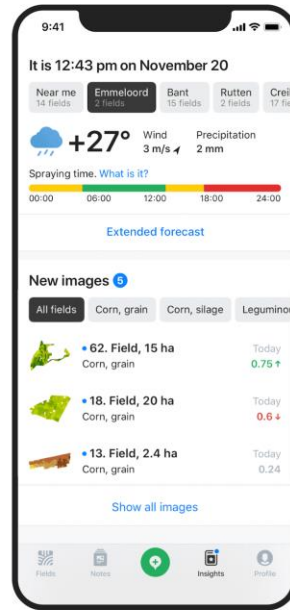 9:41
It is 12:43 pm on November 20
Near me
14 fields
Emmeloord
2 fields
Bant
15 fields
Rutten
2 fields
Creil
+27°
Wind
3 m/s
Precipitation
2 mm
Spraying time. What is it?
00:00 06:00 12:00 18:00 24:00
Extended forecast
New images 5
All fields Corn, grain Corn, silage
62. Field, 15 ha Today
Corn, grain 0.75 ↑
18. Field, 20 ha Today
Corn, grain 0.6 ↓
13. Field, 2.4 ha Today
Corn, grain 0.24
Show all images
Fields Notes Insights Profile